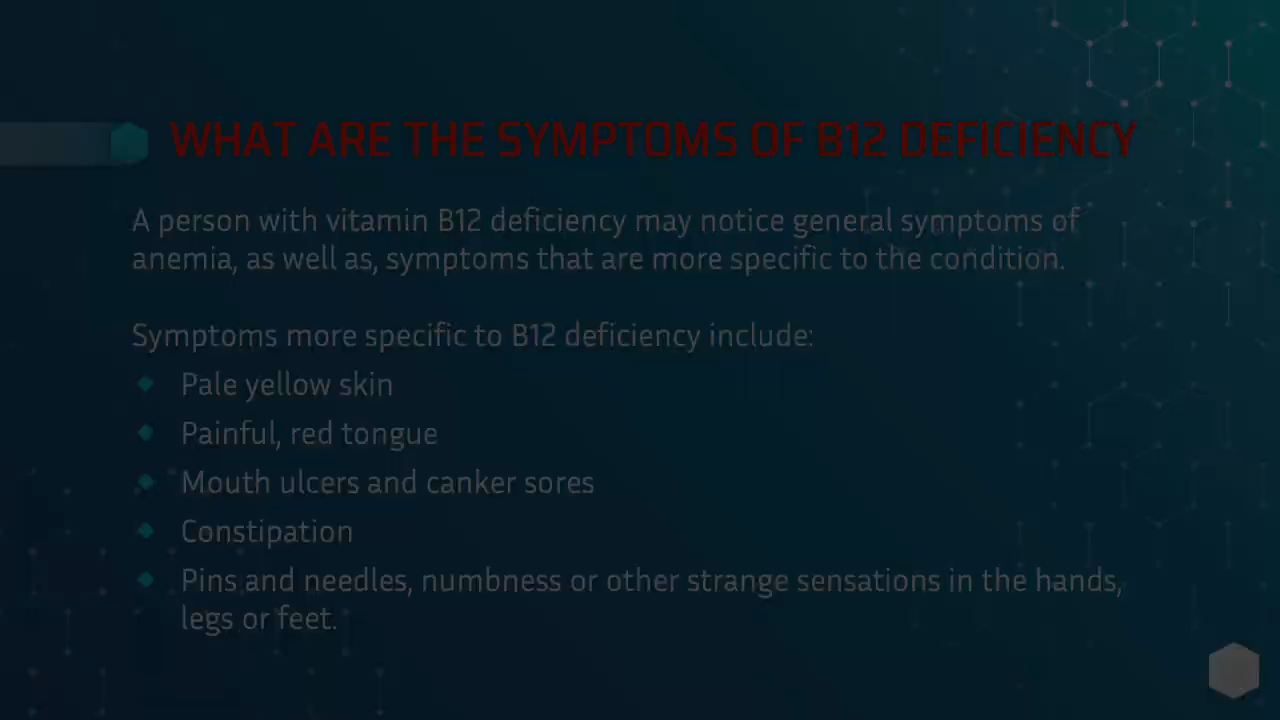 WHAT ARE THE SYMPTOMS OF B12 DEFICIENCY
A person with vitamin B12 deficiency may notice general symptoms of
anemia, as well as, symptoms that are more specific to the condition.
Symptoms more specific to B12 deficiency include:
Pale yellow skin
Painful, red tongue
Mouth ulcers and canker sores
Constipation
Pins and needles, numbness or other strange sensations in the hands,
legs or feet.